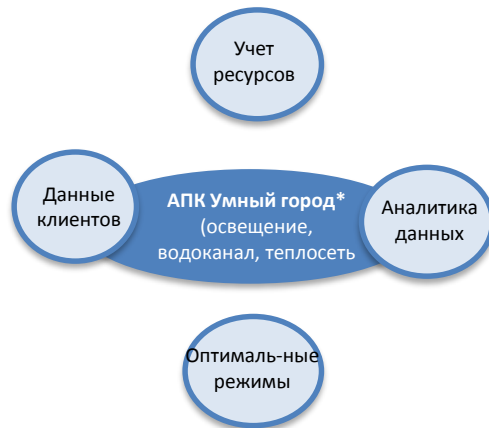 Учет
ресурсов
Данные
клиентов
АПК Умный город*
(освещение,
водоканал, теплосеть
Аналитика
данных
Оптималь-ные
режимы